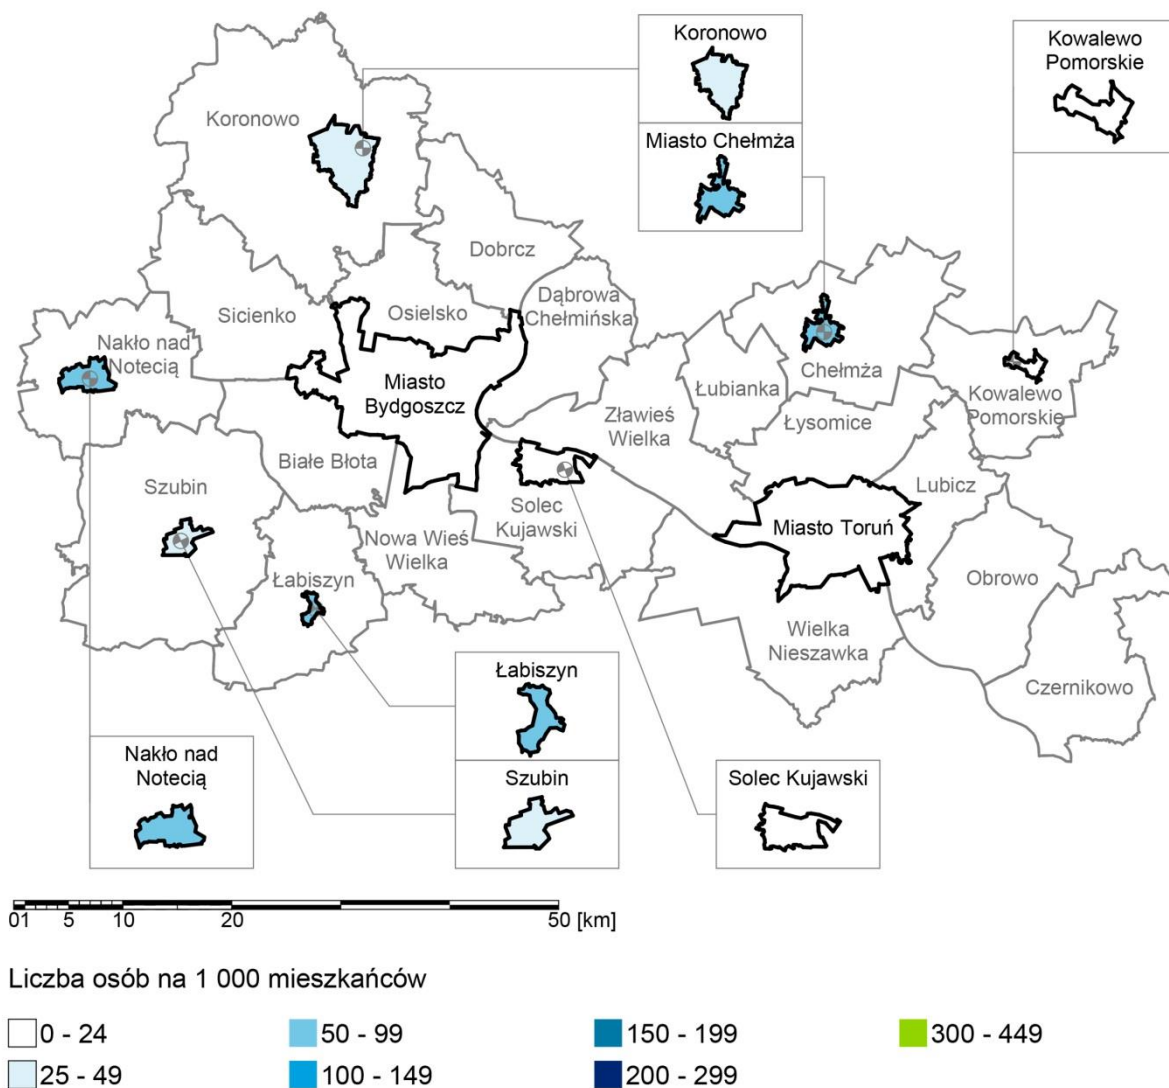 Koronowo
Kowalewo
Pomorskie
Miasto Chełmża
Koronowo
Dobrcz
Dąbrowa
Chełmińska
Sicienko
Osielsko
Nakło nad
Notecią
Miasto
Bydgoszcz
Chełmża
Łubianka
Kowalewo
Pomorskie
Zławieś
Wielka
Łysomice
Białe Błota
Szubin
Solec
Kujawski
Lubicz
Miasto Toruń
Nowa Wieś
Wielka
Łabiszyn
Obrowo
Wielka
Nieszawka
Czernikowo
Łabiszyn
Nakło nad
Notecią
Szubin
Solec Kujawski
01 5 10 20 50 [km]
Liczba osób na 1 000 mieszkańców
0 - 24 50 - 99 150 - 199 300 - 449
25 - 49 100 - 149 200 - 299